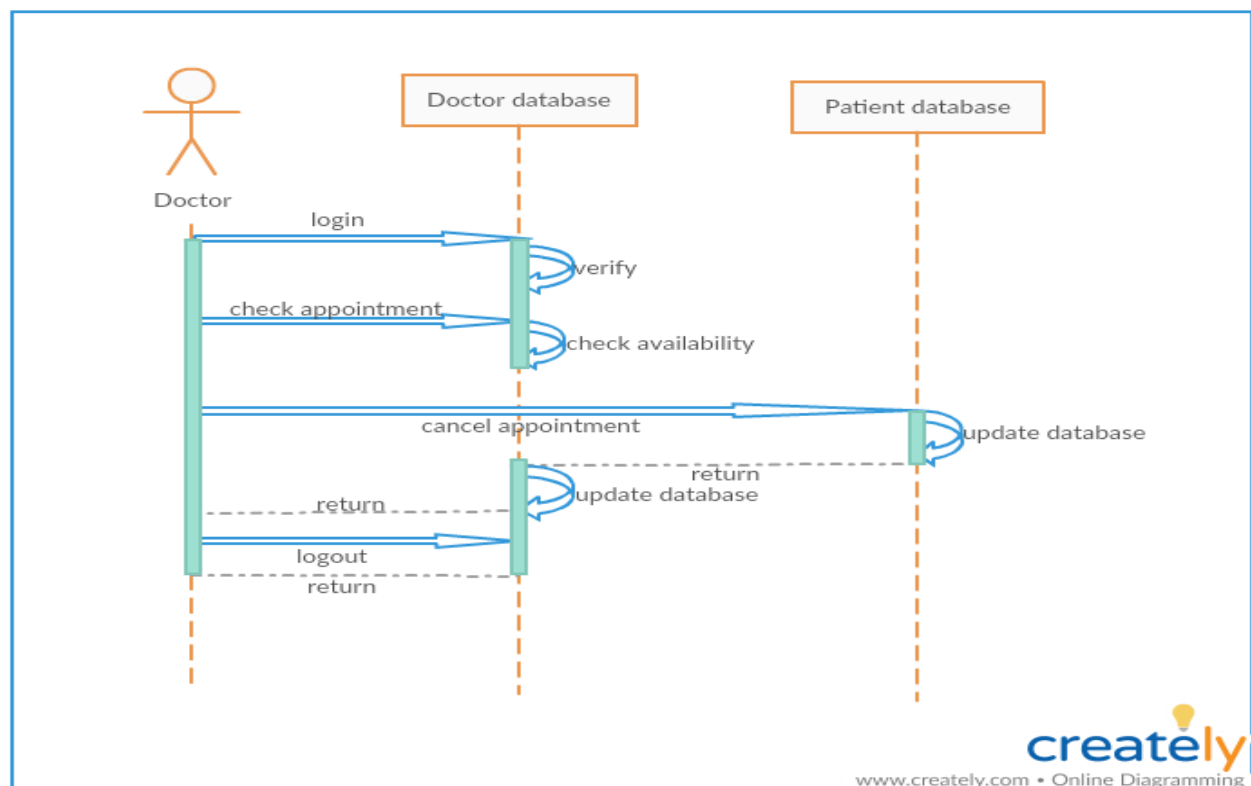 Doctor database
Patient database
Doctor
login
verify
check appointment
check availability
cancel appointment
update database
return
update database
return
logout
return
creately
www.creately.com • Online Diagramming